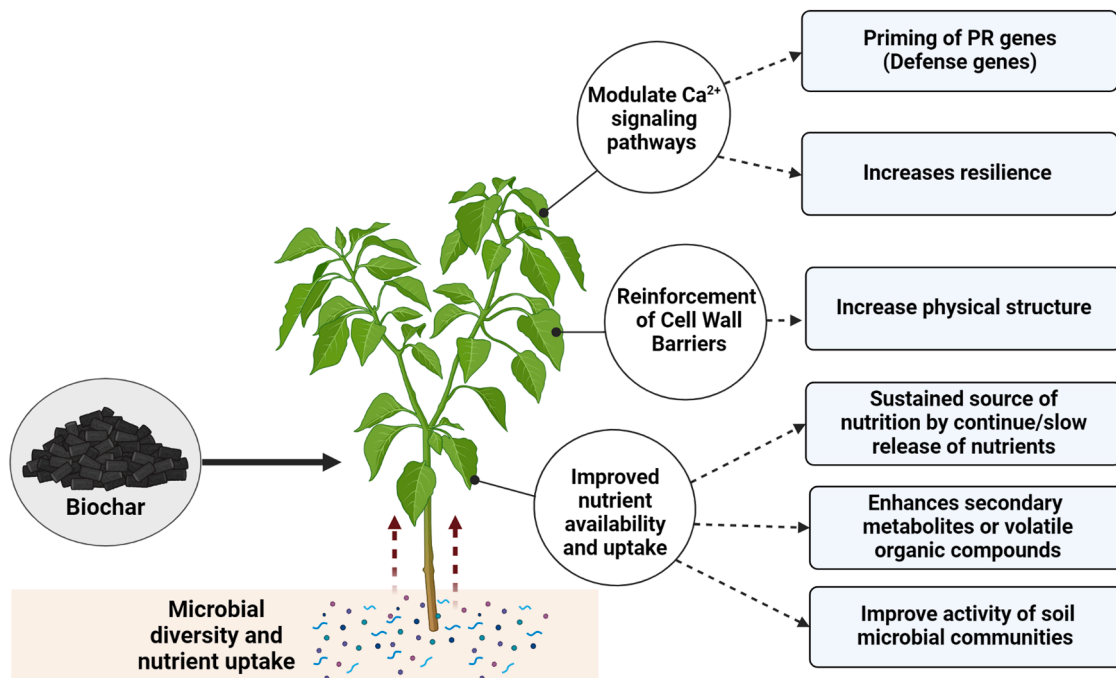 Priming of PR genes
(Defense genes)
Modulate Ca²⁺
signaling
pathways
Increases resilience
Reinforcement
of Cell Wall
Barriers
Increase physical structure
Sustained source of
nutrition by continue/slow
release of nutrients
Improved
nutrient
availability
and uptake
Enhances secondary
metabolites or volatile
organic compounds
Improve activity of soil
microbial communities
Biochar
Microbial
diversity and
nutrient uptake